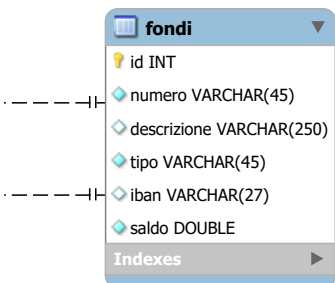 fondi
id INT
numero VARCHAR(45)
descrizione VARCHAR(250)
tipo VARCHAR(45)
iban VARCHAR(27)
saldo DOUBLE
Indexes